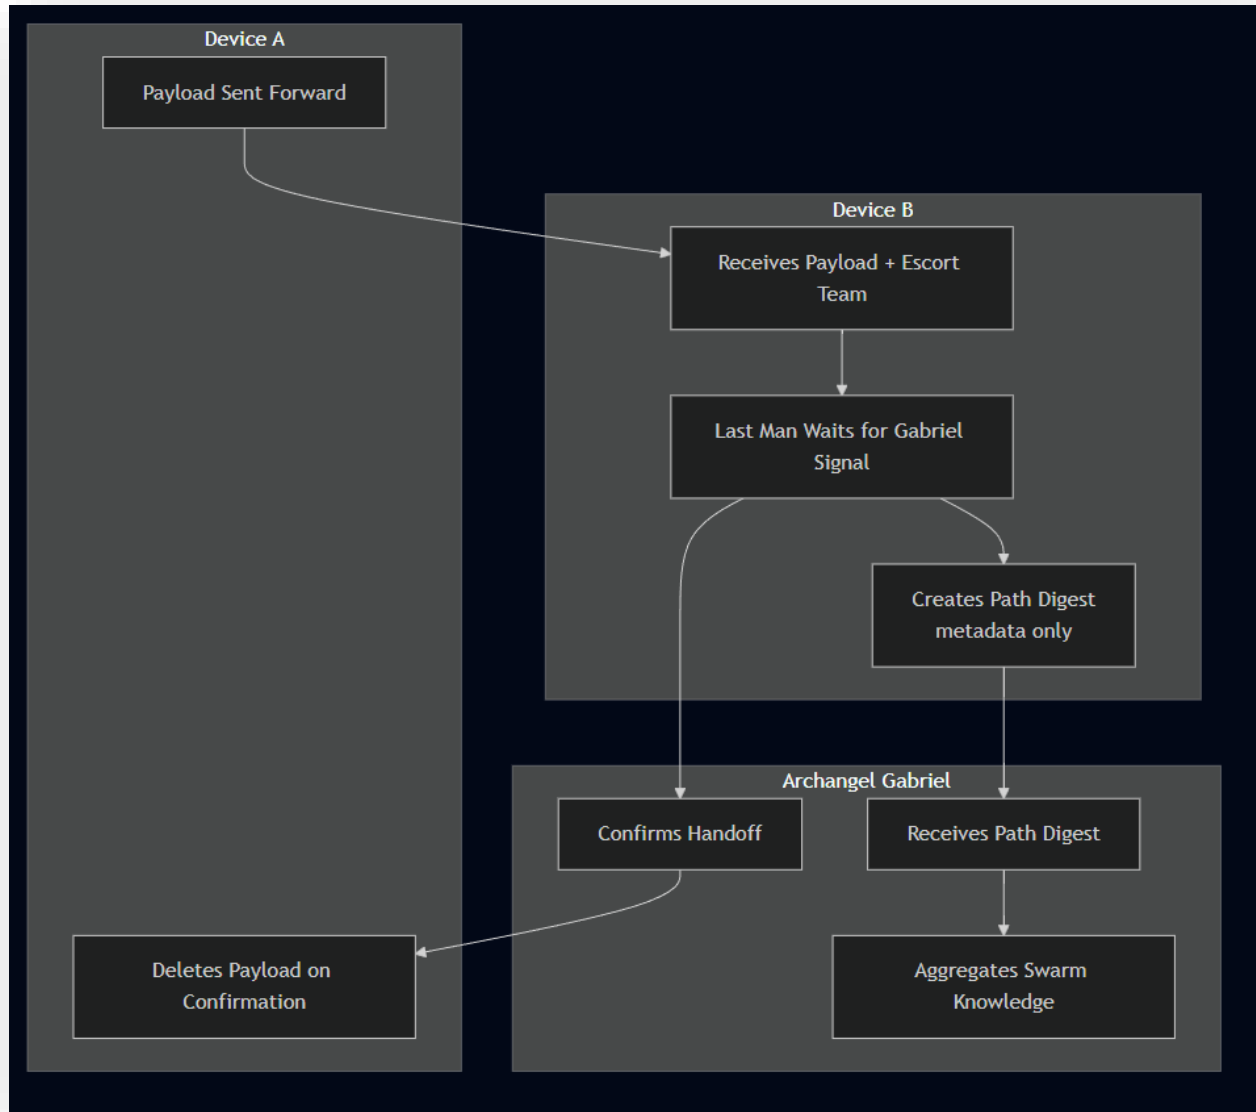 Device A
Payload Sent Forward
Device B
Receives Payload + Escort
Team
Last Man Waits for Gabriel
Signal
Creates Path Digest
metadata only
Archangel Gabriel
Confirms Handoff
Receives Path Digest
Deletes Payload on
Confirmation
Aggregates Swarm
Knowledge